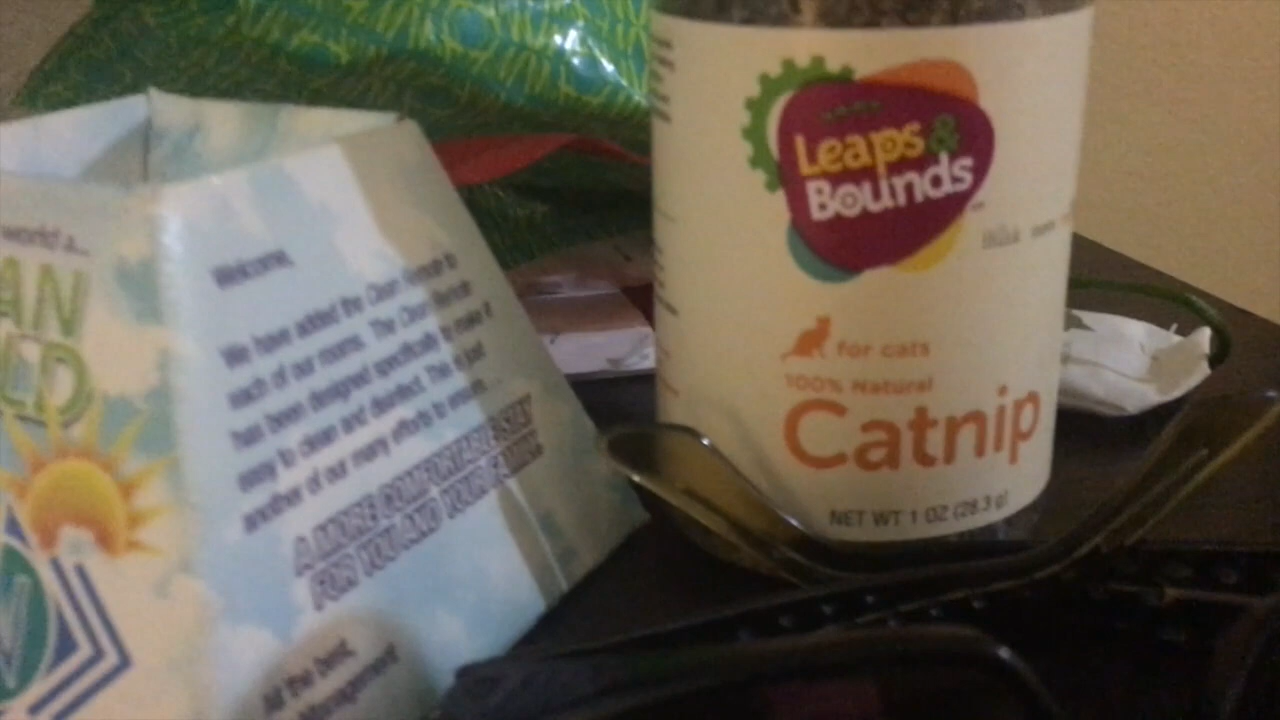 world
AN
LD
Welcome,
We have added the Clean Remote to
each of our rooms. The Clean Remote
has been designed specifically to make it
easy to clean and disinfect. This is just
another of our many efforts to ensure
A MORE COMFORTABLE STAY
FOR YOU AND YOUR FAMILY.
All the best,
Management
Leaps &
Bounds
for cats
100% Natural
Catnip
NET WT 1 OZ (28.3 g)